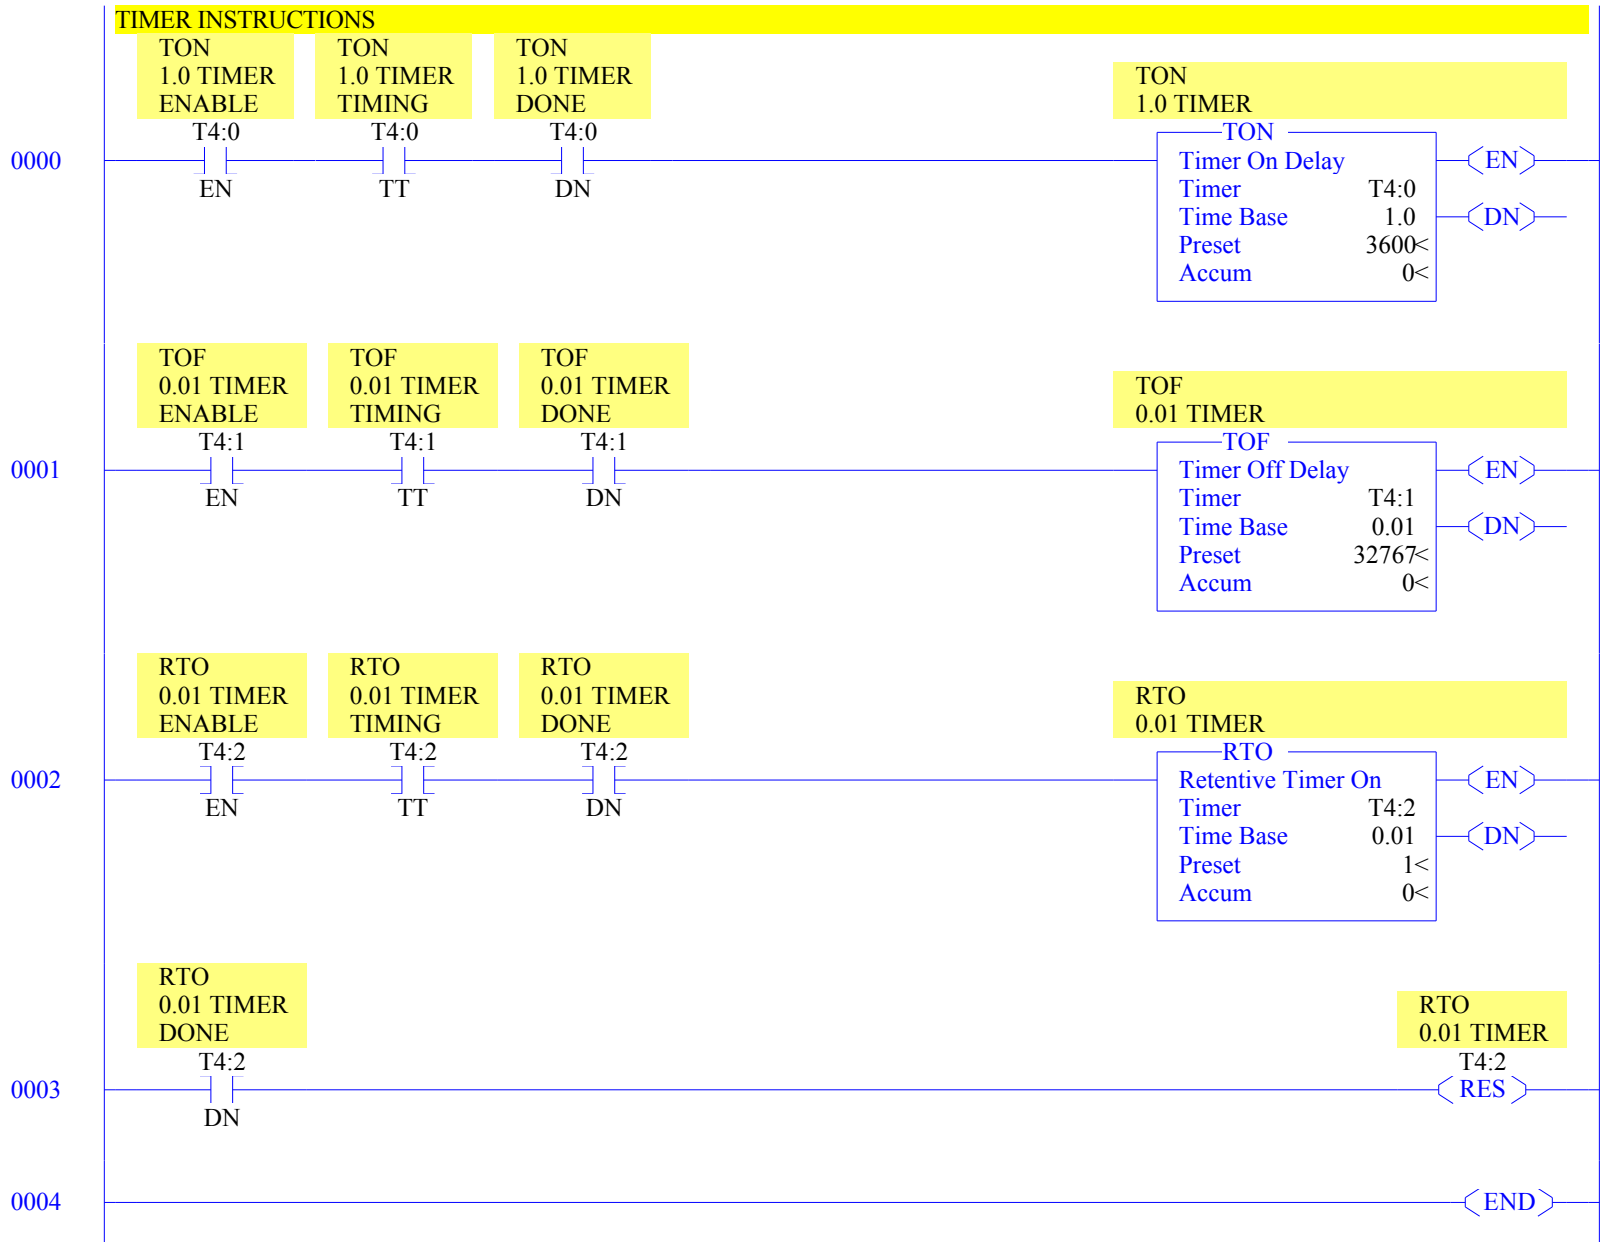 TIMER INSTRUCTIONS
TON TON TON
1.0 TIMER 1.0 TIMER 1.0 TIMER TON
ENABLE TIMING DONE 1.0 TIMER
T4:0 T4:0 T4:0 TON
0000 Timer On Delay EN
EN TT DN Timer T4:0
Time Base 1.0 DN
Preset 3600<
Accum 0<
TOF TOF TOF
0.01 TIMER 0.01 TIMER 0.01 TIMER TOF
ENABLE TIMING DONE 0.01 TIMER
T4:1 T4:1 T4:1 TOF
0001 Timer Off Delay EN
EN TT DN Timer T4:1
Time Base 0.01 DN
Preset 32767<
Accum 0<
RTO RTO RTO
0.01 TIMER 0.01 TIMER 0.01 TIMER RTO
ENABLE TIMING DONE 0.01 TIMER
T4:2 T4:2 T4:2 RTO
0002 Retentive Timer On EN
EN TT DN Timer T4:2
Time Base 0.01 DN
Preset 1<
Accum 0<
RTO
0.01 TIMER RTO
DONE 0.01 TIMER
T4:2 T4:2
0003 RES
DN
0004 END